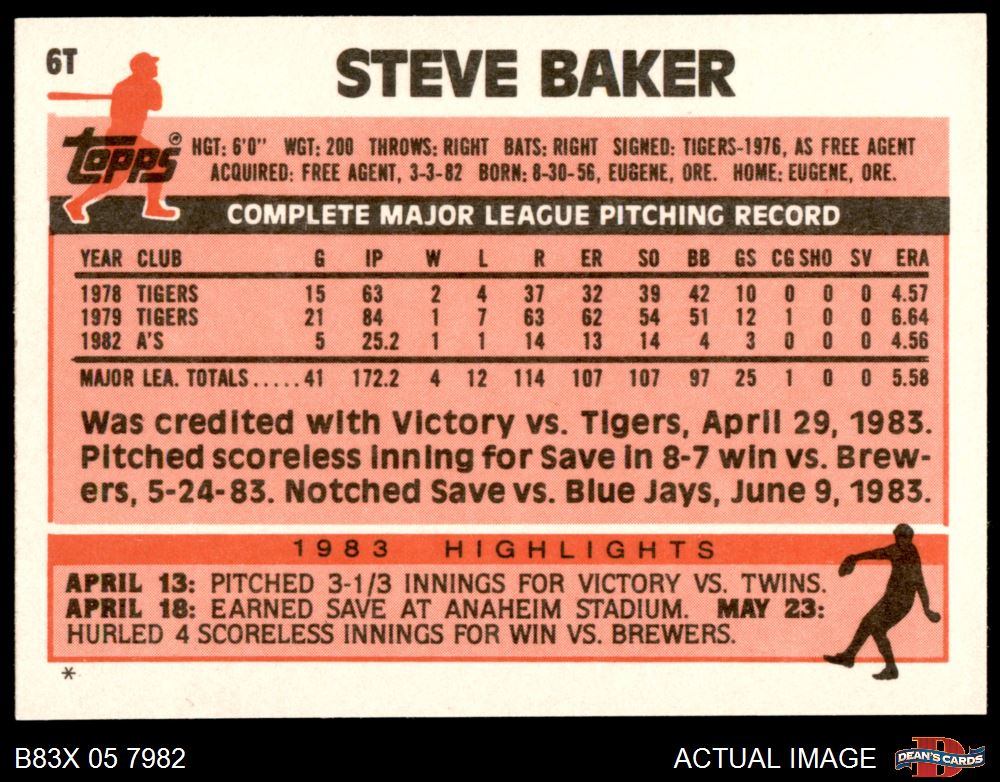 6T
STEVE BAKER
Topps®
HGT: 6'0" WGT: 200 THROWS: RIGHT BATS: RIGHT SIGNED: TIGERS-1976, AS FREE AGENT
ACQUIRED: FREE AGENT, 3-3-82 BORN: 8-30-56, EUGENE, ORE. HOME: EUGENE, ORE.
COMPLETE MAJOR LEAGUE PITCHING RECORD
YEAR CLUB G IP W L R ER SO BB GS CG SHO SV ERA
1978 TIGERS 15 63 2 4 37 32 39 42 10 0 0 0 4.57
1979 TIGERS 21 84 1 7 63 62 54 51 12 1 0 0 6.64
1982 A'S 5 25.2 1 1 14 13 14 4 3 0 0 0 4.56
MAJOR LEA. TOTALS.....41 172.2 4 12 114 107 107 97 25 1 0 0 5.58
Was credited with Victory vs. Tigers, April 29, 1983.
Pitched scoreless inning for Save in 8-7 win vs. Brew-
ers, 5-24-83. Notched Save vs. Blue Jays, June 9, 1983.
1983 HIGHLIGHTS
APRIL 13: PITCHED 3-1/3 INNINGS FOR VICTORY VS. TWINS.
APRIL 18: EARNED SAVE AT ANAHEIM STADIUM. MAY 23:
HURLED 4 SCORELESS INNINGS FOR WIN VS. BREWERS.
*
B83X 05 7982
ACTUAL IMAGE
D
DEAN'S CARDS